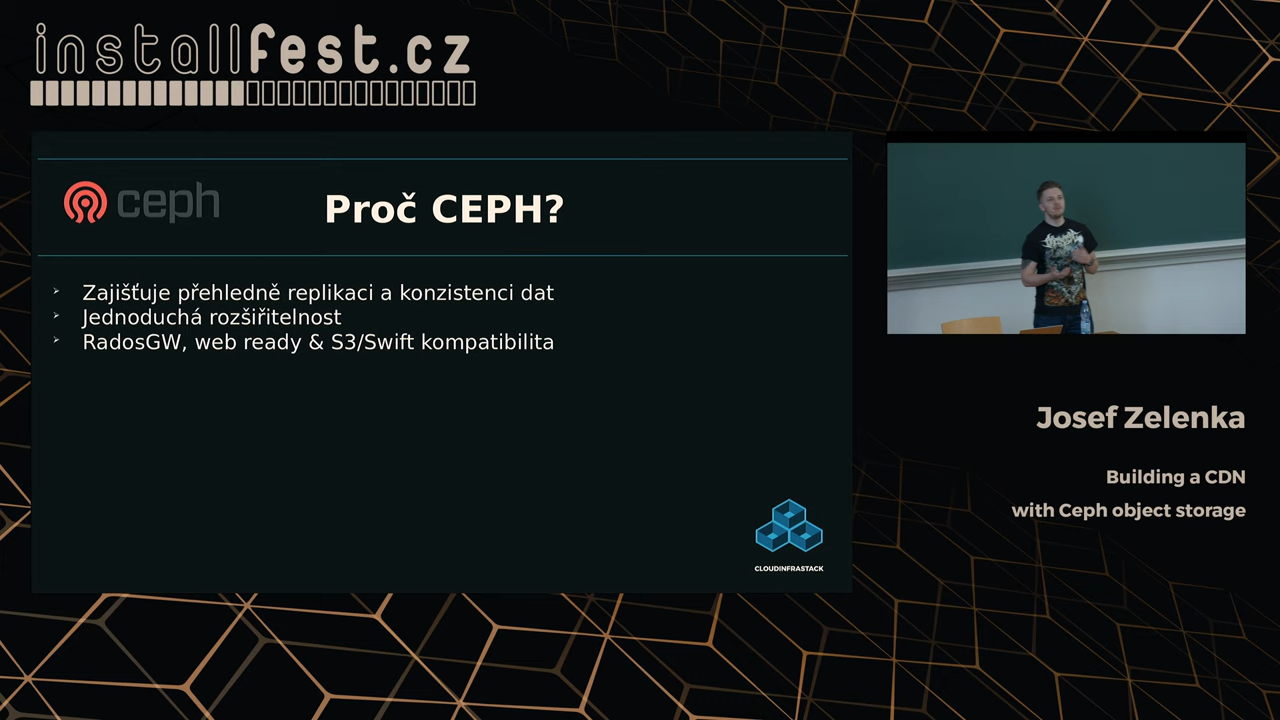 installfest.cz
ceph
Proč CEPH?
Zajišťuje přehledně replikaci a konzistenci dat
Jednoduchá rozšiřitelnost
RadosGW, web ready & S3/Swift kompatibilita
CLOUDINFRASTACK
Josef Zelenka
Building a CDN
with Ceph object storage